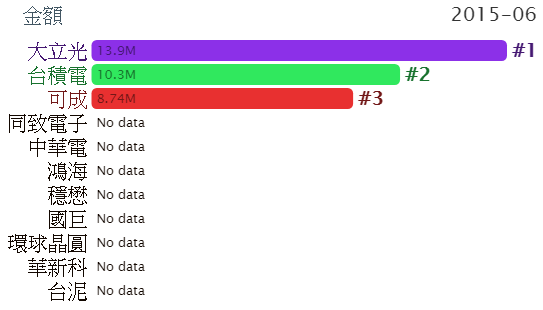 金額 2015-06
大立光 13.9M #1
台積電 10.3M #2
可成 8.74M #3
同致電子 No data
中華電 No data
鴻海 No data
穩懋 No data
國巨 No data
環球晶圓 No data
華新科 No data
台泥 No data